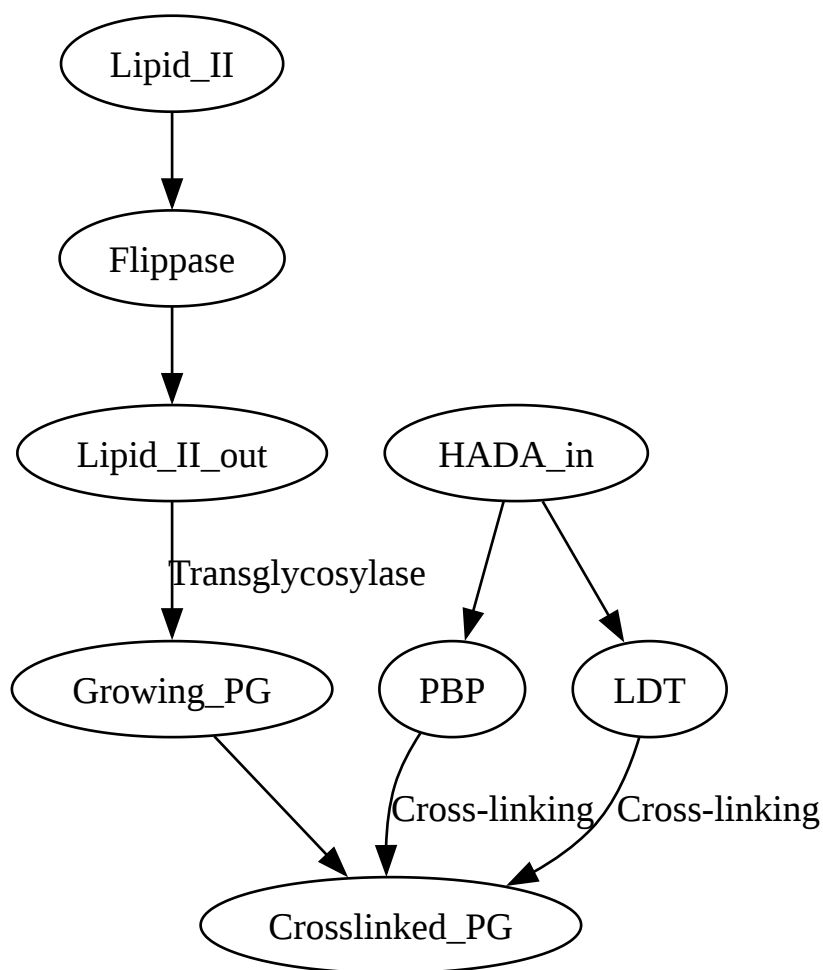 Lipid_II
Flippase
Lipid_II_out
HADA_in
Transglycosylase
Growing_PG
PBP
LDT
Cross-linking
Cross-linking
Crosslinked_PG